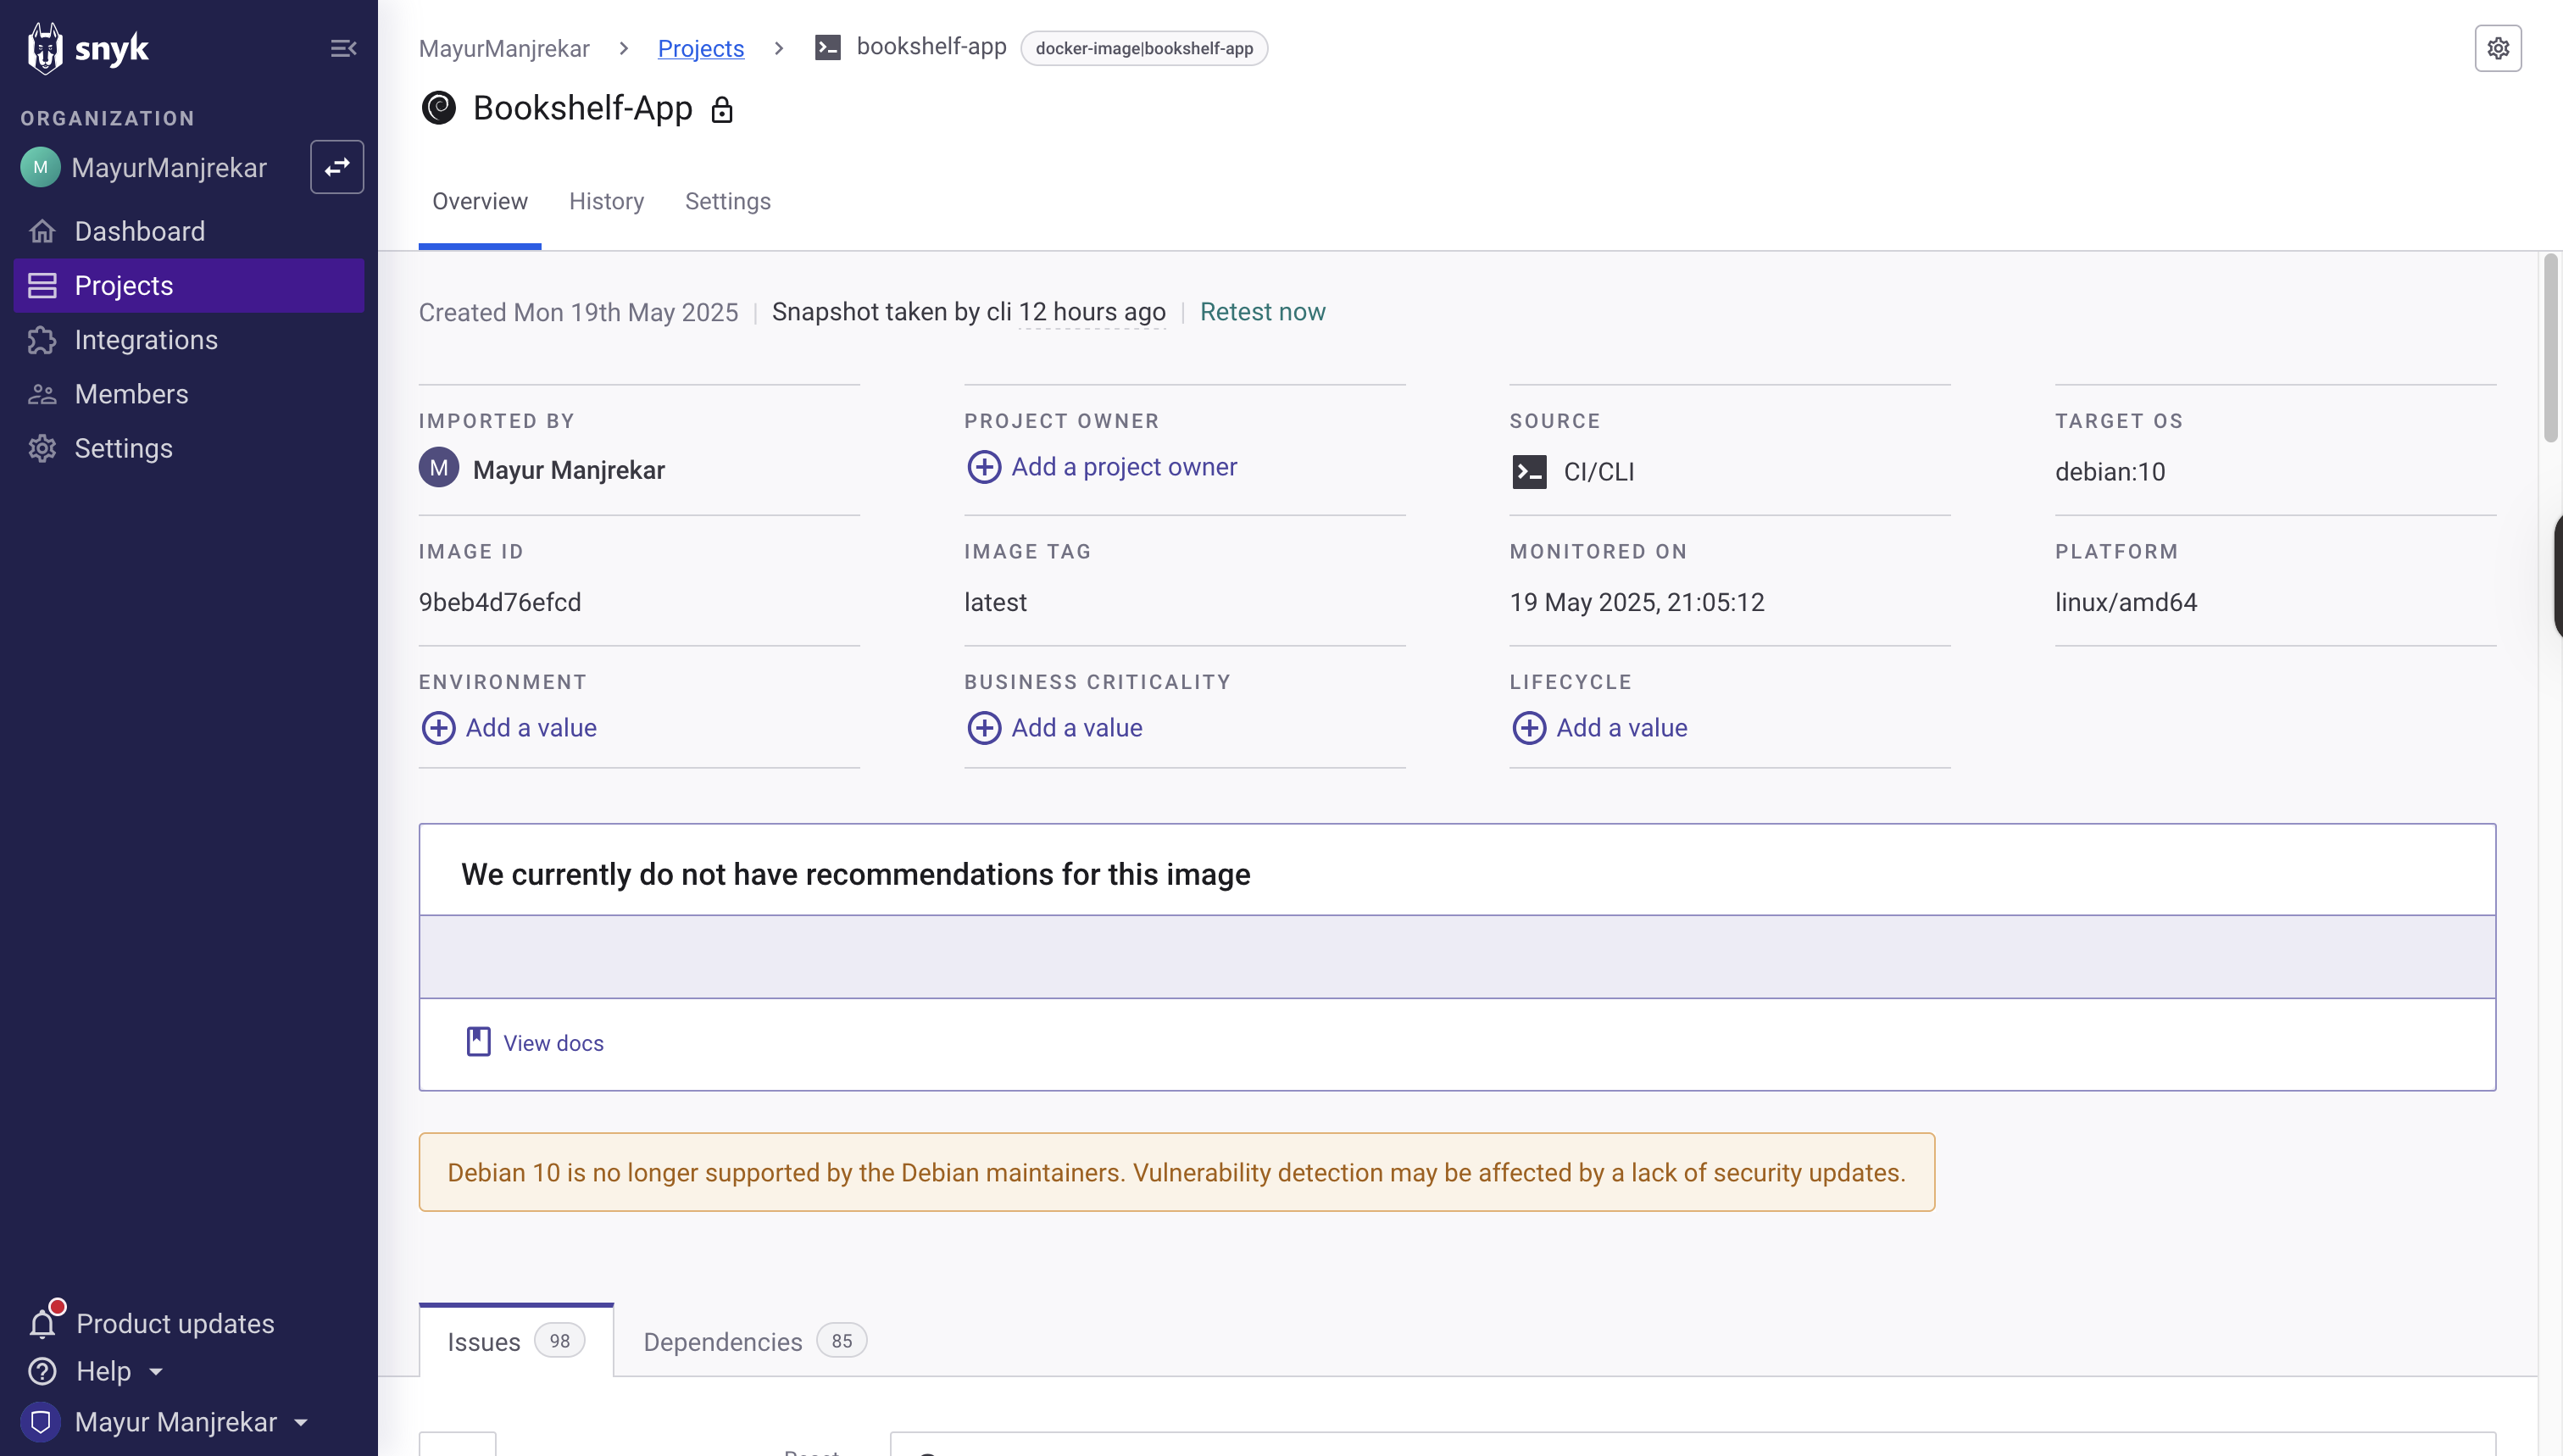 snyk
ORGANIZATION
M MayurManjrekar
Dashboard
Projects
Integrations
Members
Settings
Product updates
Help
Mayur Manjrekar
MayurManjrekar > Projects > bookshelf-app docker-image|bookshelf-app
Bookshelf-App
Overview History Settings
Created Mon 19th May 2025 | Snapshot taken by cli 12 hours ago | Retest now
IMPORTED BY
M Mayur Manjrekar
PROJECT OWNER
Add a project owner
SOURCE
CI/CLI
TARGET OS
debian:10
IMAGE ID
9beb4d76efcd
IMAGE TAG
latest
MONITORED ON
19 May 2025, 21:05:12
PLATFORM
linux/amd64
ENVIRONMENT
Add a value
BUSINESS CRITICALITY
Add a value
LIFECYCLE
Add a value
We currently do not have recommendations for this image
View docs
Debian 10 is no longer supported by the Debian maintainers. Vulnerability detection may be affected by a lack of security updates.
Issues 98 Dependencies 85